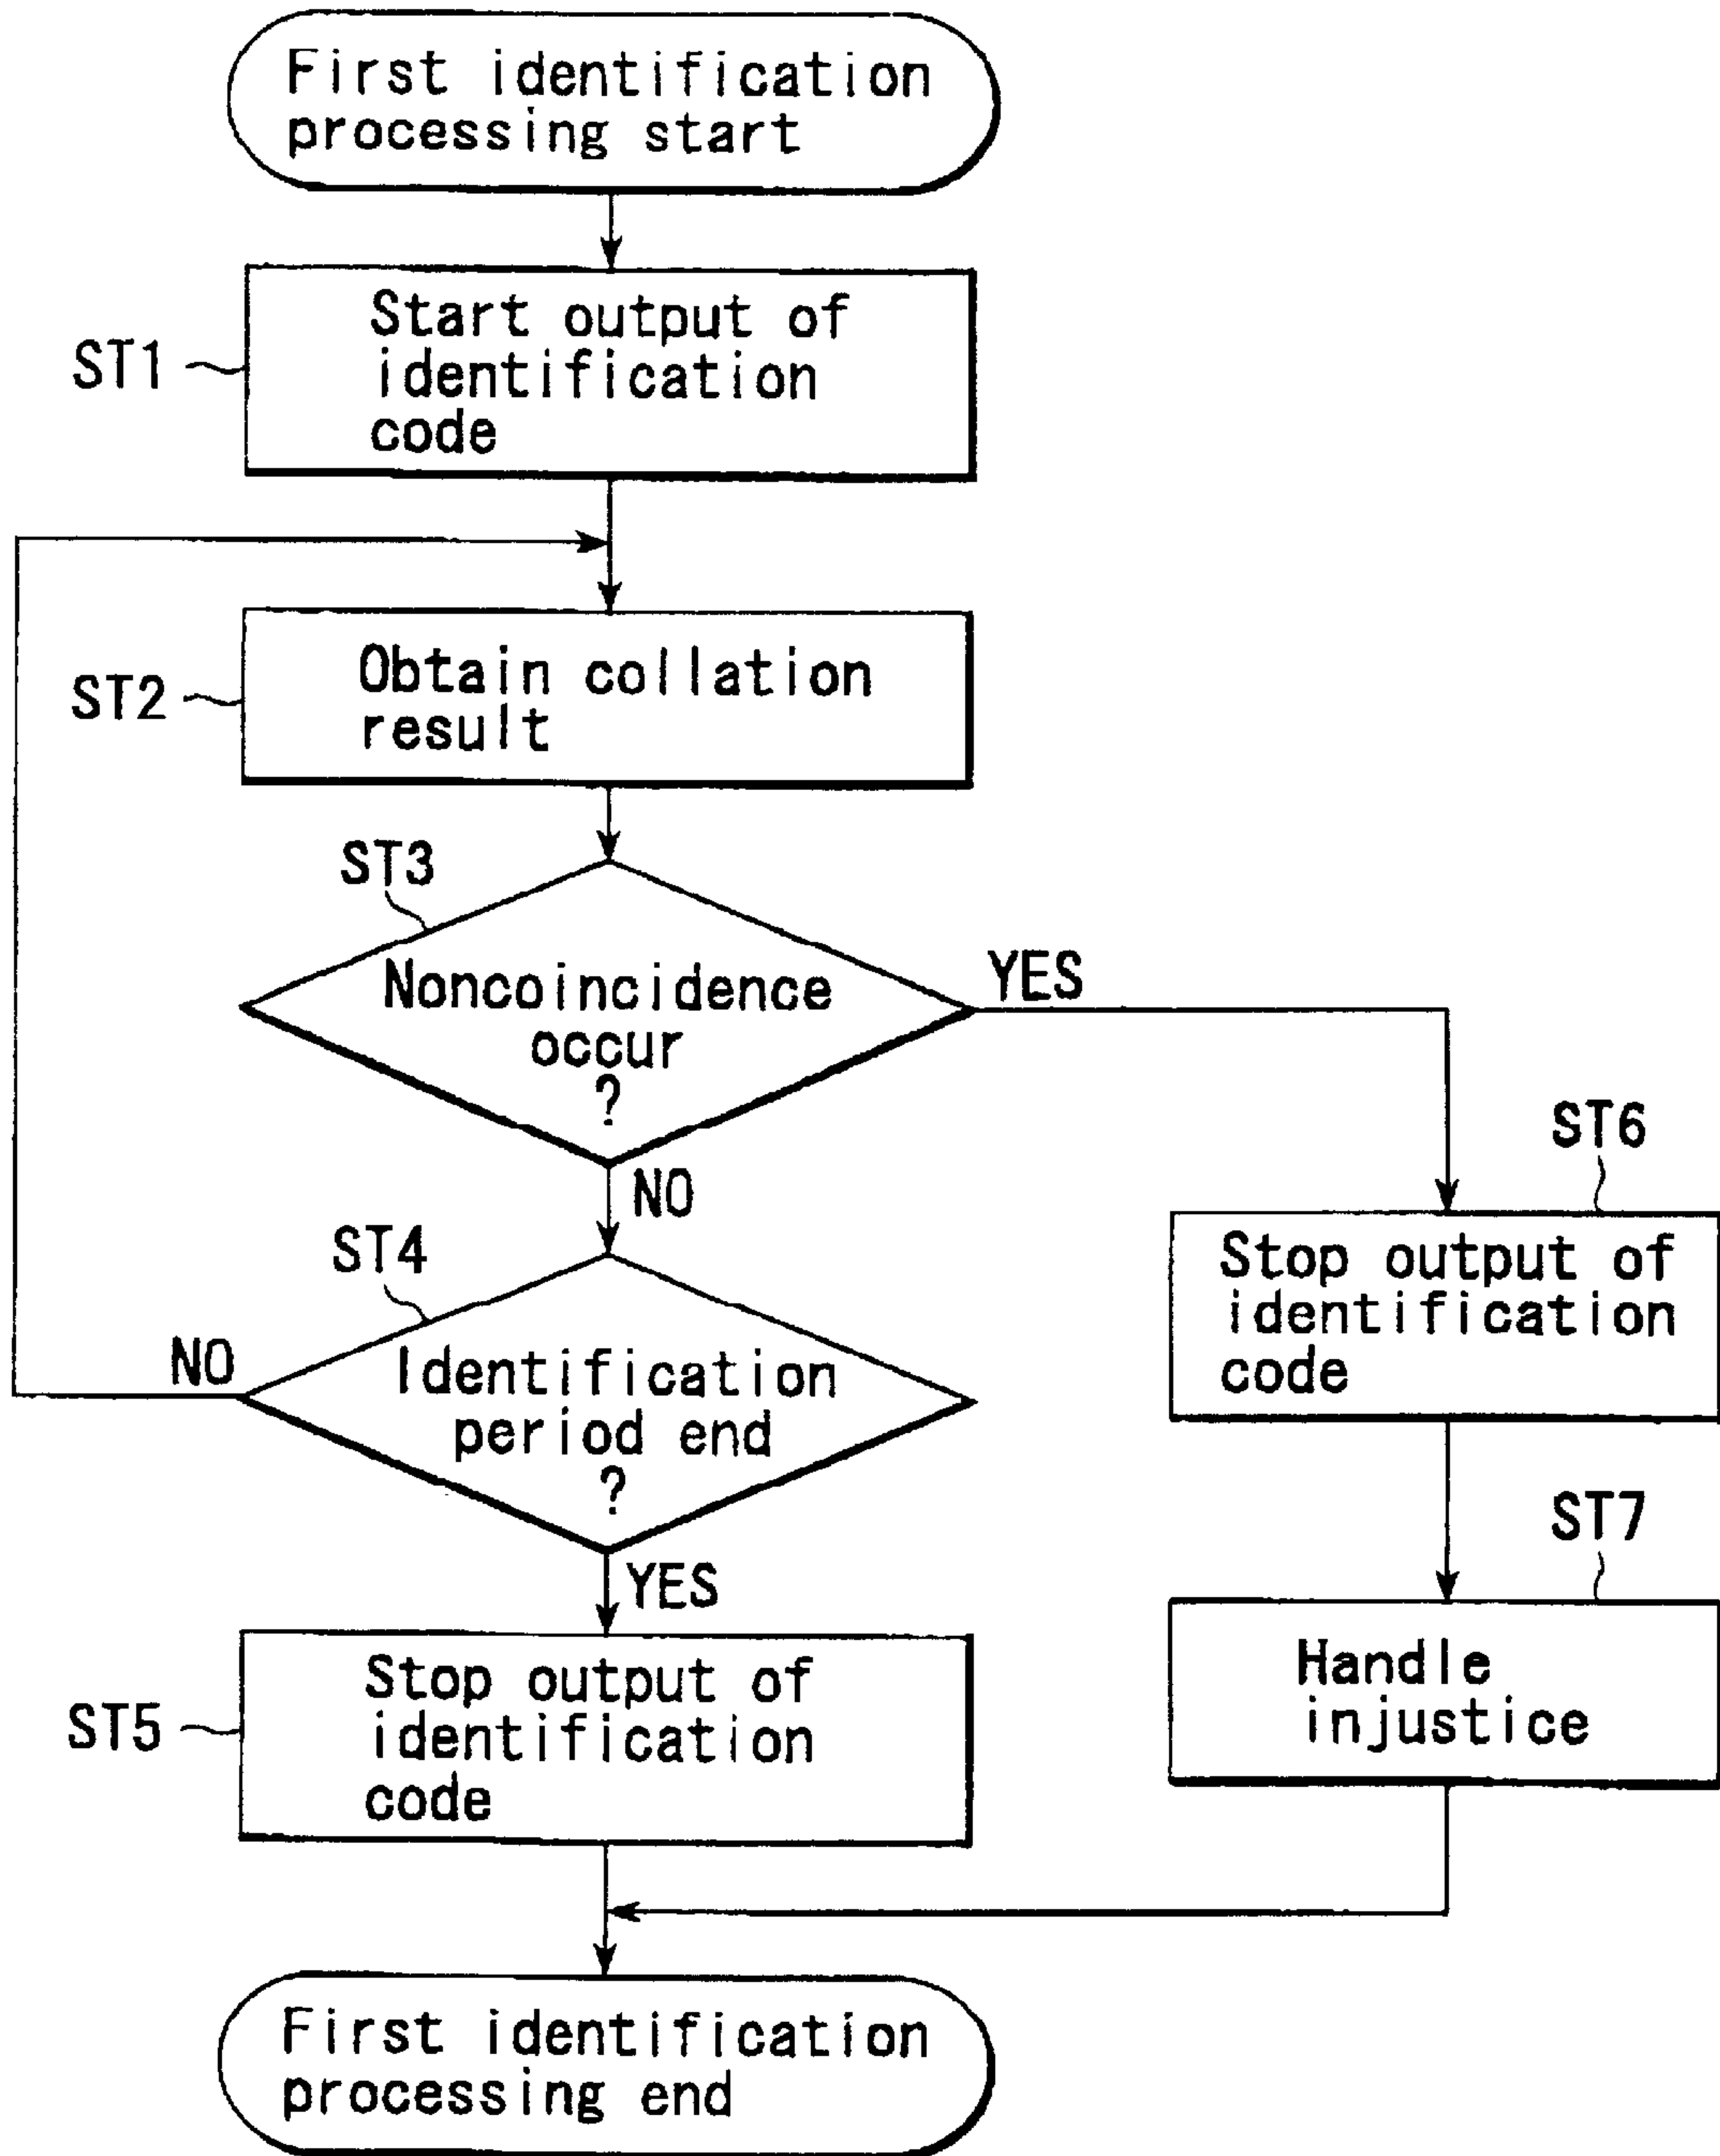 First identification
processing start
ST1
Start output of
identification
code
ST2
Obtain collation
result
ST3
Noncoincidence
occur
?
YES
NO
ST4
Identification
period end
?
NO
YES
ST5
Stop output of
identification
code
ST6
Stop output of
identification
code
ST7
Handle
injustice
First identification
processing end